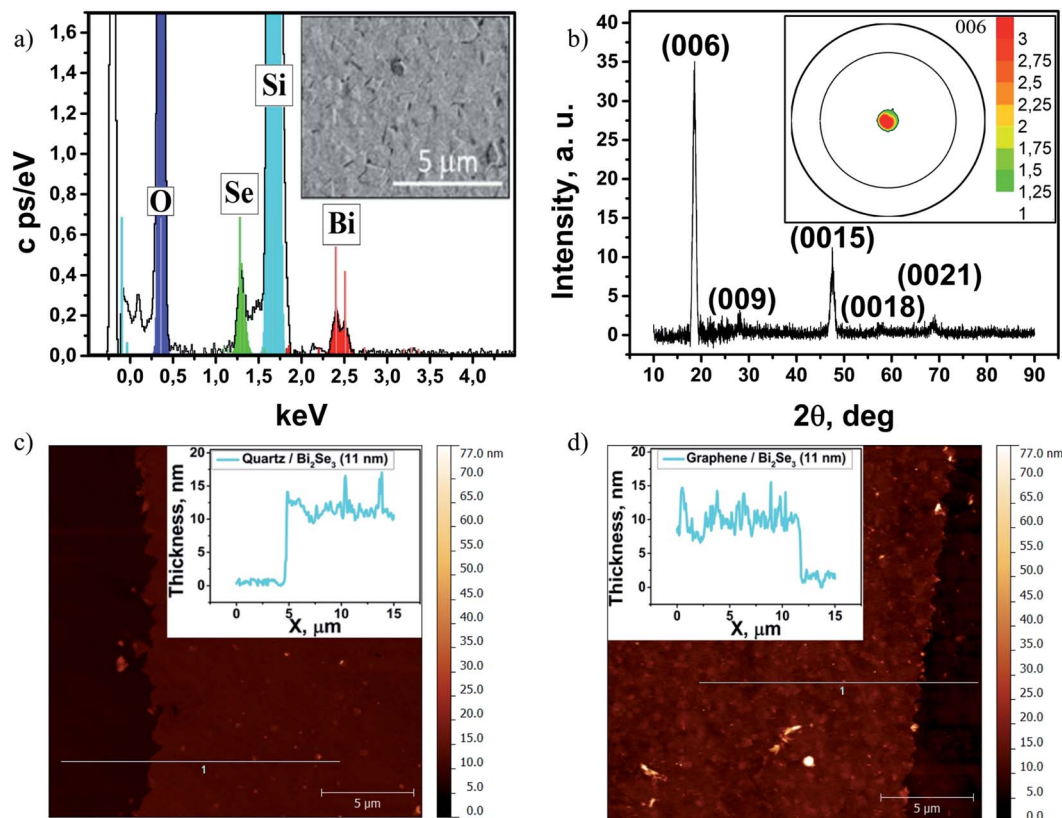 a)
1,6
1,4
1,2
1,0
0,8
0,6
0,4
0,2
0,0
c ps/eV
O
Se
Si
Bi
5 μm
0,0 0,5 1,0 1,5 2,0 2,5 3,0 3,5 4,0
keV
b)
40
35
30
25
20
15
10
5
0
Intensity, a. u.
(006)
(009)
(0015)
(0018)
(0021)
006
3
2,75
2,5
2,25
2
1,75
1,5
1,25
1
10 20 30 40 50 60 70 80 90
2θ, deg
c)
20
15
10
5
0
Thickness, nm
Quartz / Bi₂Se₃ (11 nm)
0 5 10 15
X, μm
1
5 μm
77.0 nm
70.0
65.0
60.0
55.0
50.0
45.0
40.0
35.0
30.0
25.0
20.0
15.0
10.0
5.0
0.0
d)
20
15
10
5
0
Thickness, nm
Graphene / Bi₂Se₃ (11 nm)
0 5 10 15
X, μm
1
5 μm
77.0 nm
70.0
65.0
60.0
55.0
50.0
45.0
40.0
35.0
30.0
25.0
20.0
15.0
10.0
5.0
0.0